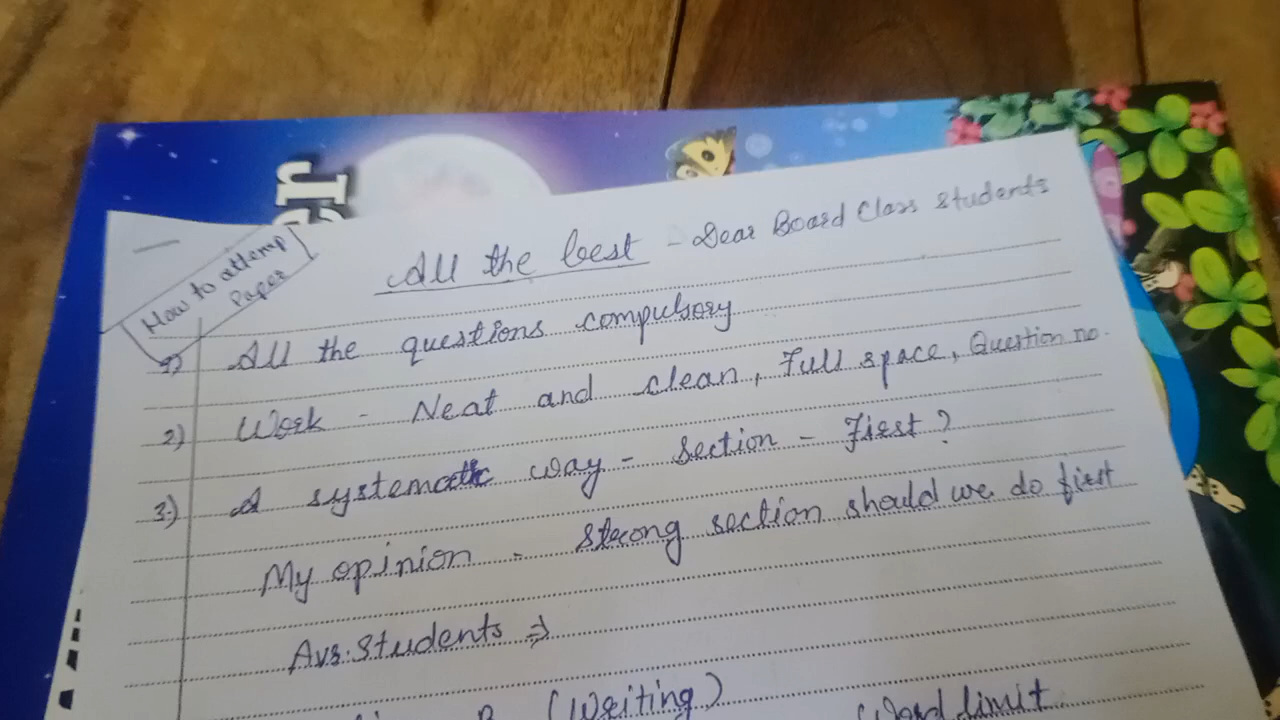 er
How to attemp
Paper
All the best - Dear Board Class students
1) All the questions compulsory
2) Work - Neat and clean, Full space, Question no.
3) A systematic way - Section - First?
My opinion - Strong section should we do first
Avg. Students ⇒
B (Writing) Word limit